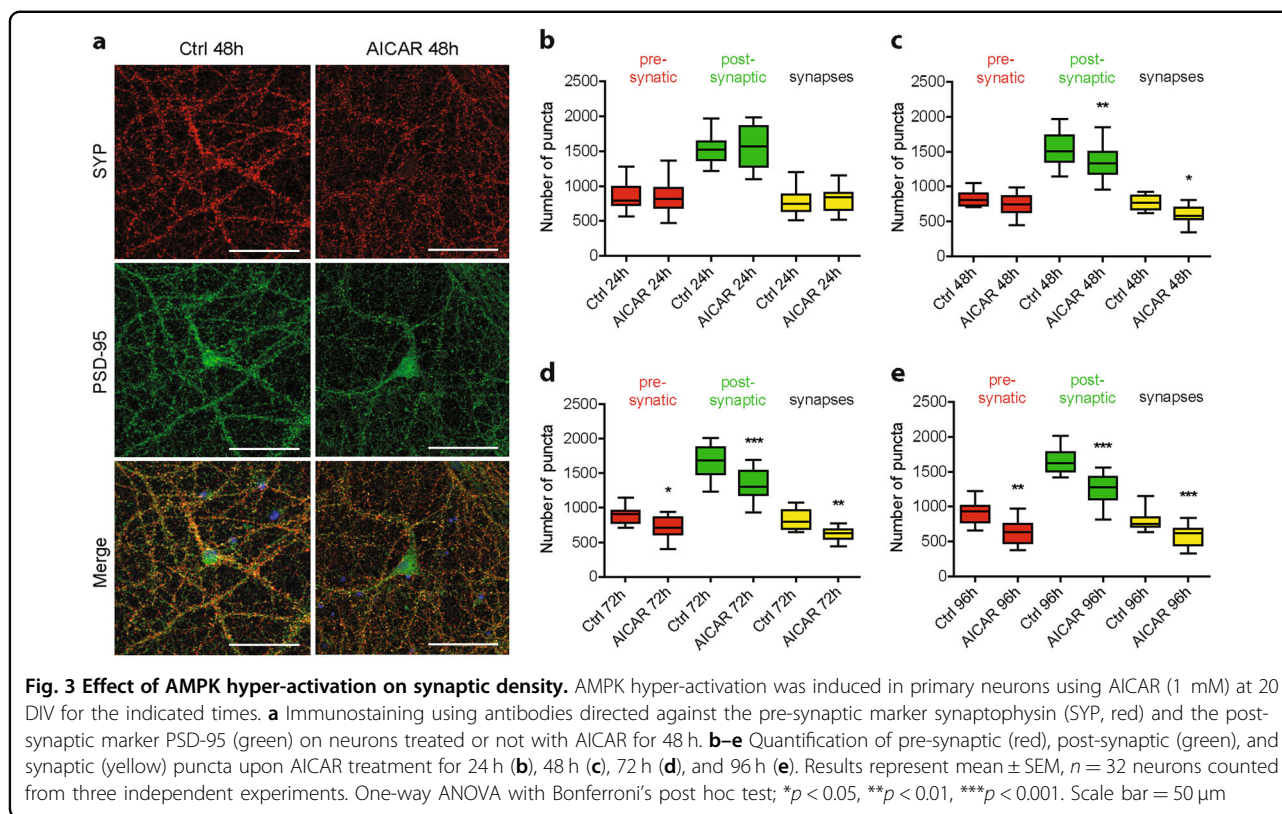 a
Ctrl 48h
AICAR 48h
SYP
PSD-95
Merge
b
pre-
synatic
post-
synaptic
synapses
Number of puncta
2500
2000
1500
1000
500
0
Ctrl 24h
AICAR 24h
Ctrl 24h
AICAR 24h
Ctrl 24h
AICAR 24h
c
pre-
synatic
post-
synaptic
synapses
Number of puncta
2500
2000
1500
1000
500
0
**
*
Ctrl 48h
AICAR 48h
Ctrl 48h
AICAR 48h
Ctrl 48h
AICAR 48h
d
pre-
synatic
post-
synaptic
synapses
Number of puncta
2500
2000
1500
1000
500
0
*
***
**
Ctrl 72h
AICAR 72h
Ctrl 72h
AICAR 72h
Ctrl 72h
AICAR 72h
e
pre-
synatic
post-
synaptic
synapses
Number of puncta
2500
2000
1500
1000
500
0
**
***
***
Ctrl 96h
AICAR 96h
Ctrl 96h
AICAR 96h
Ctrl 96h
AICAR 96h
Fig. 3 Effect of AMPK hyper-activation on synaptic density. AMPK hyper-activation was induced in primary neurons using AICAR (1 mM) at 20
DIV for the indicated times. a Immunostaining using antibodies directed against the pre-synaptic marker synaptophysin (SYP, red) and the post-
synaptic marker PSD-95 (green) on neurons treated or not with AICAR for 48 h. b–e Quantification of pre-synaptic (red), post-synaptic (green), and
synaptic (yellow) puncta upon AICAR treatment for 24 h (b), 48 h (c), 72 h (d), and 96 h (e). Results represent mean ± SEM, n = 32 neurons counted
from three independent experiments. One-way ANOVA with Bonferroni's post hoc test; *p < 0.05, **p < 0.01, ***p < 0.001. Scale bar = 50 µm